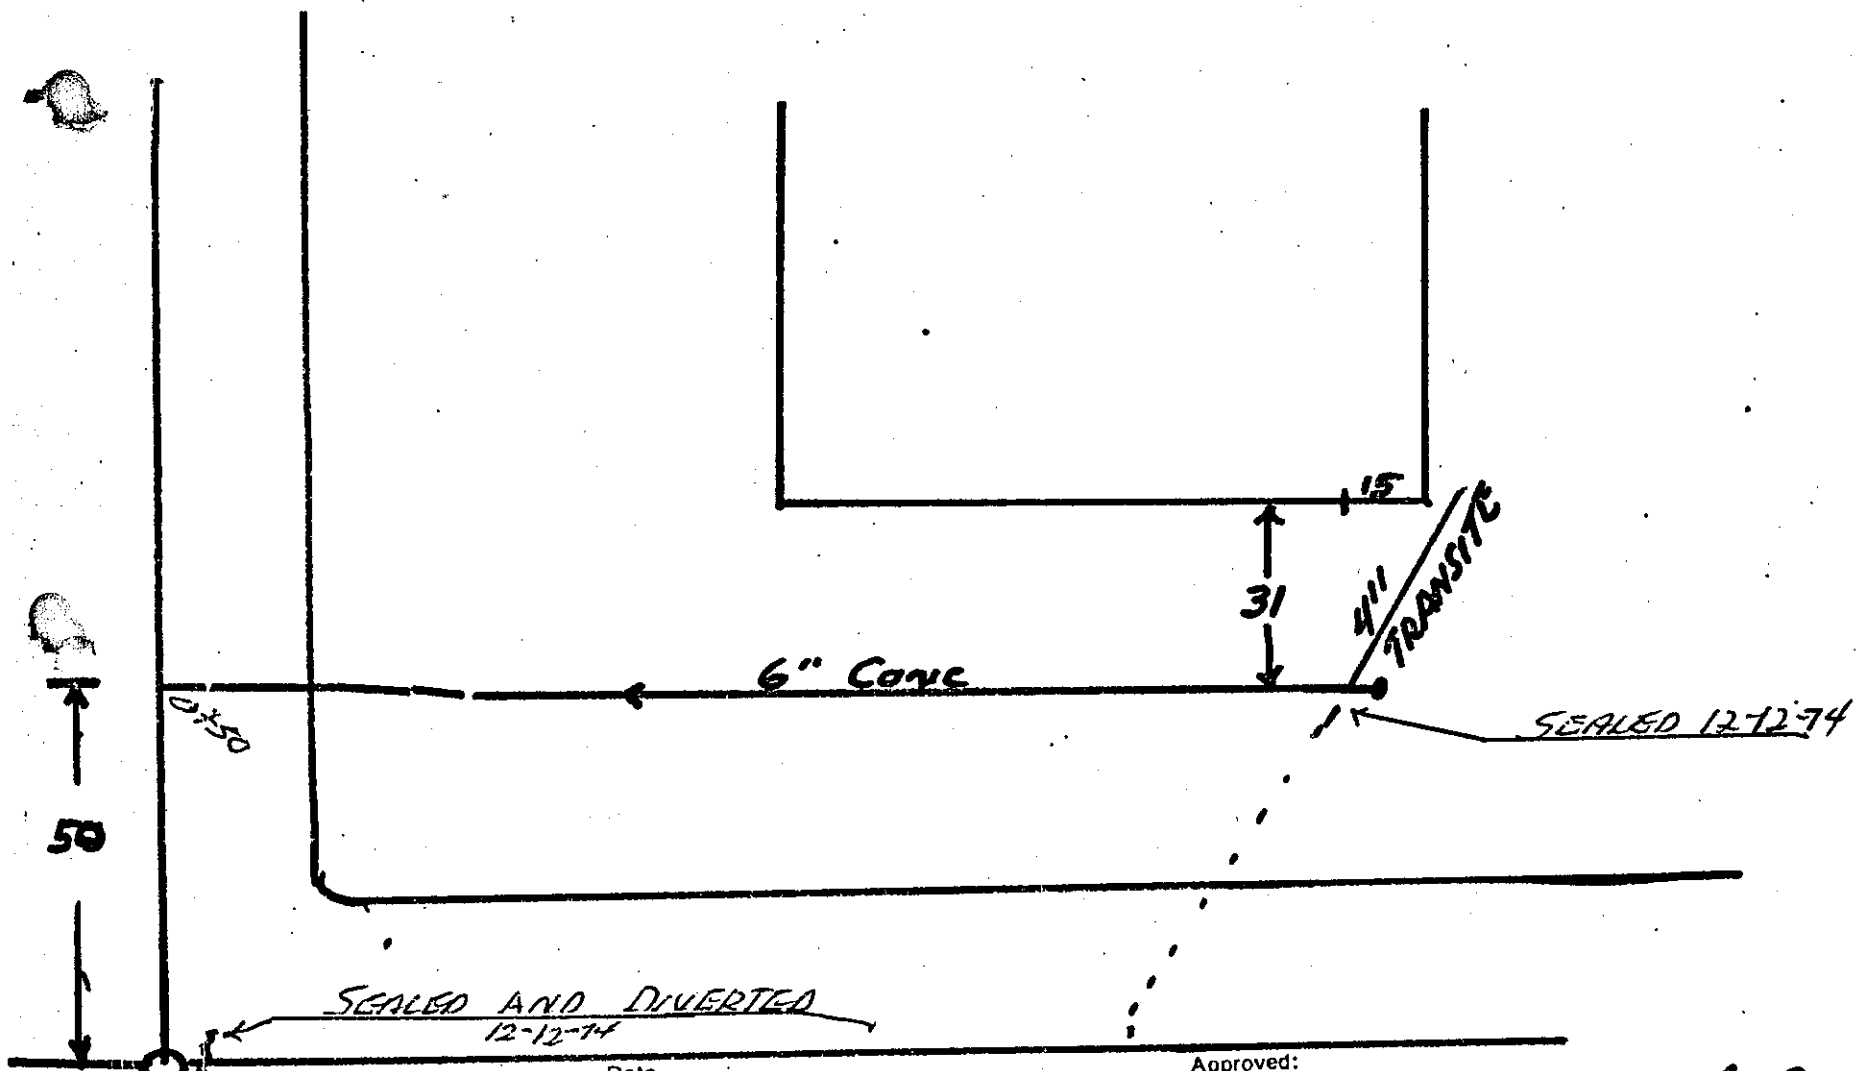 15
31
4"
TRANSITE
6" Conc
0+50
SEALED 12-12-74
50
SEALED AND DIVERTED
12-12-74
Date
Approved: